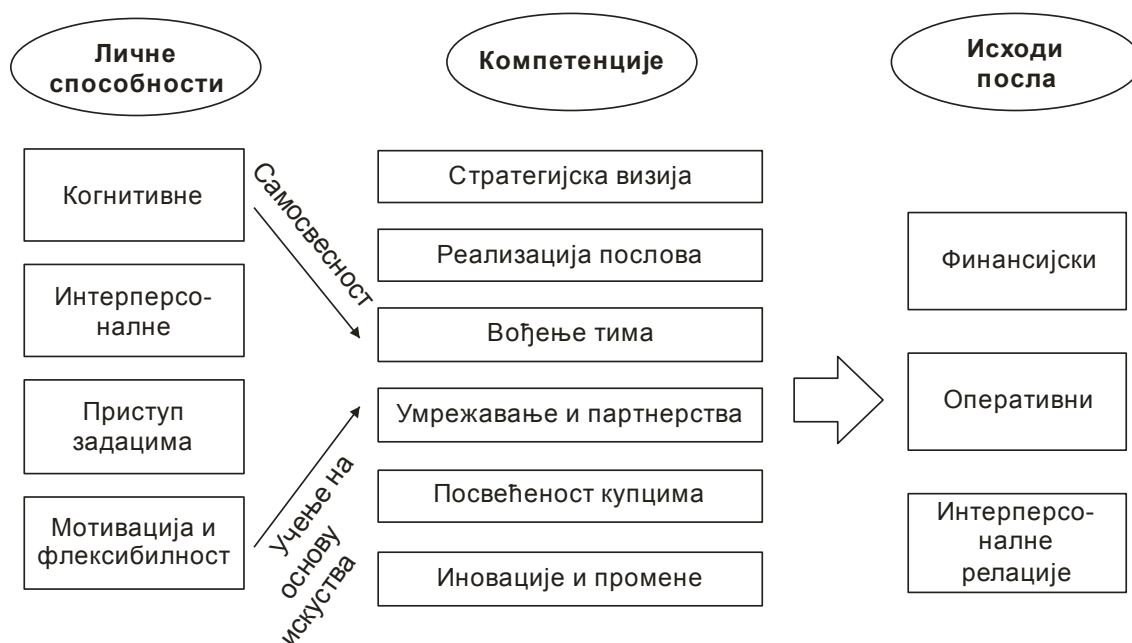 Личне
способности
Когнитивне
Интерперсо-
налне
Приступ
задацима
Мотивација и
флексибилност
Самосвесност
Учење на
основу
искуства
Компетенције
Стратегијска визија
Реализација послова
Вођење тима
Умрежавање и партнерства
Посвећеност купцима
Иновације и промене
Исходи
посла
Финансијски
Оперативни
Интерперсо-
налне
релације